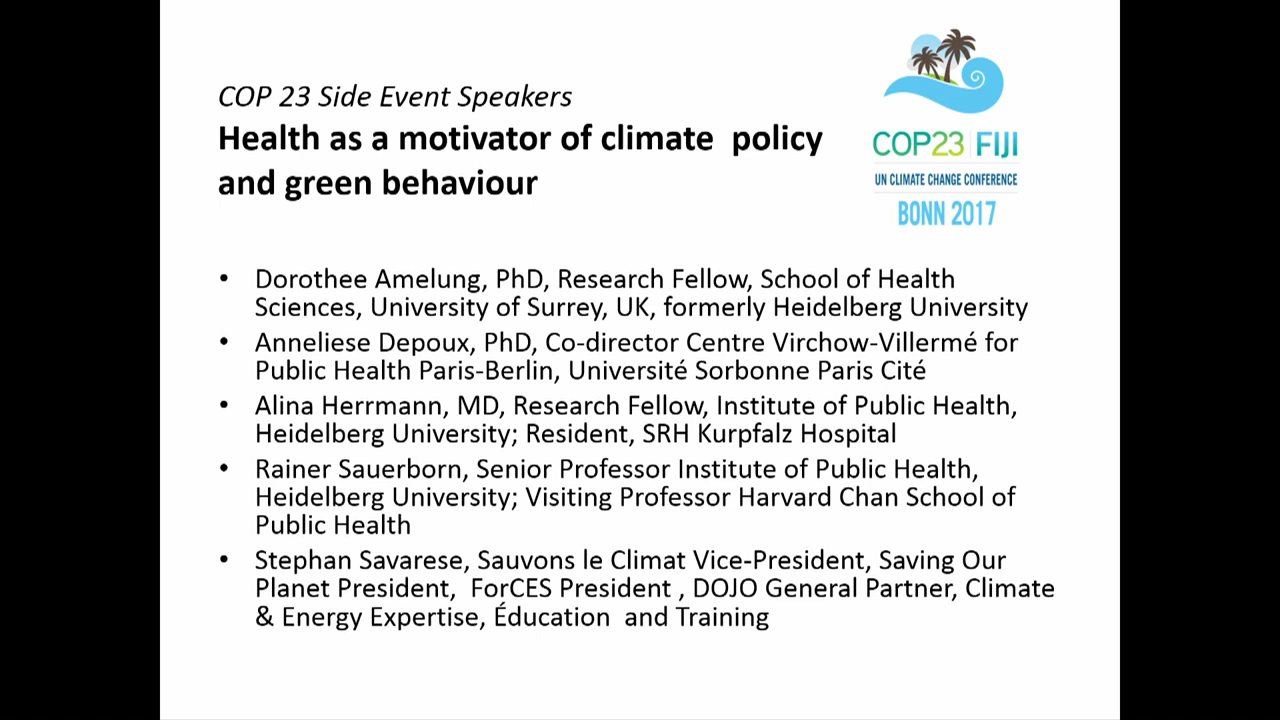 COP 23 Side Event Speakers
Health as a motivator of climate  policy
and green behaviour
COP23 FIJI
UN CLIMATE CHANGE CONFERENCE
BONN 2017
• Dorothee Amelung, PhD, Research Fellow, School of Health
Sciences, University of Surrey, UK, formerly Heidelberg University
• Anneliese Depoux, PhD, Co-director Centre Virchow-Villermé for
Public Health Paris-Berlin, Université Sorbonne Paris Cité
• Alina Herrmann, MD, Research Fellow, Institute of Public Health,
Heidelberg University; Resident, SRH Kurpfalz Hospital
• Rainer Sauerborn, Senior Professor Institute of Public Health,
Heidelberg University; Visiting Professor Harvard Chan School of
Public Health
• Stephan Savarese, Sauvons le Climat Vice-President, Saving Our
Planet President,  ForCES President , DOJO General Partner, Climate
& Energy Expertise, Éducation  and Training